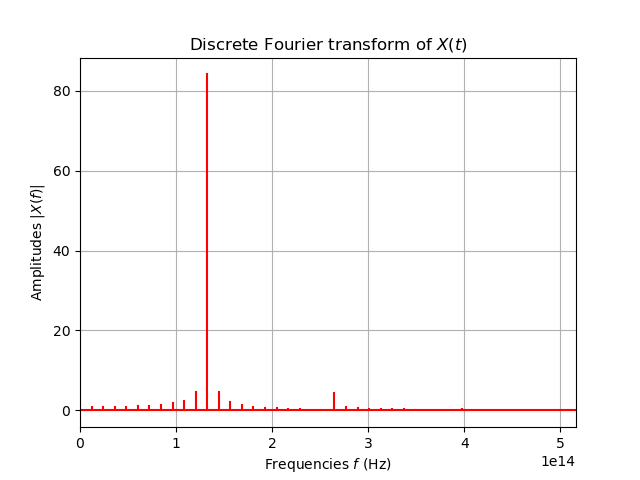 Discrete Fourier transform of X(t)
Amplitudes |X(f)|
80
60
40
20
0
0 1 2 3 4 5
1e14
Frequencies f (Hz)